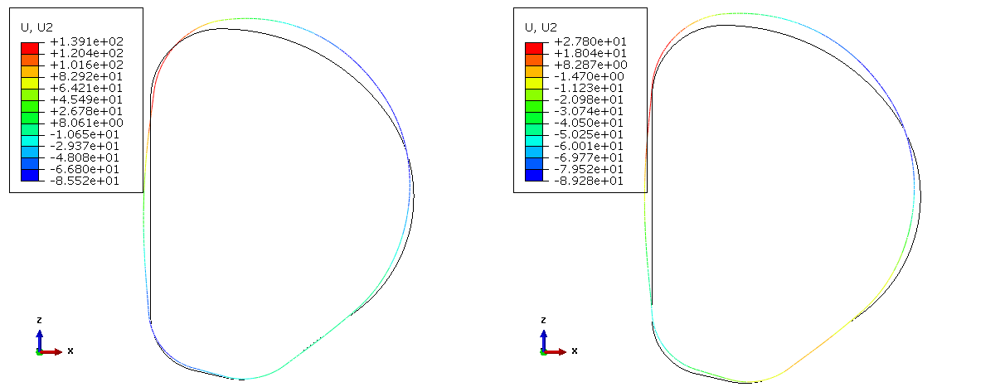 U, U2
+1.391e+02
+1.204e+02
+1.016e+02
+8.292e+01
+6.421e+01
+4.549e+01
+2.678e+01
+8.061e+00
-1.065e+01
-2.937e+01
-4.808e+01
-6.680e+01
-8.552e+01
z
x
U, U2
+2.780e+01
+1.804e+01
+8.287e+00
-1.470e+00
-1.123e+01
-2.098e+01
-3.074e+01
-4.050e+01
-5.025e+01
-6.001e+01
-6.977e+01
-7.952e+01
-8.928e+01
z
x